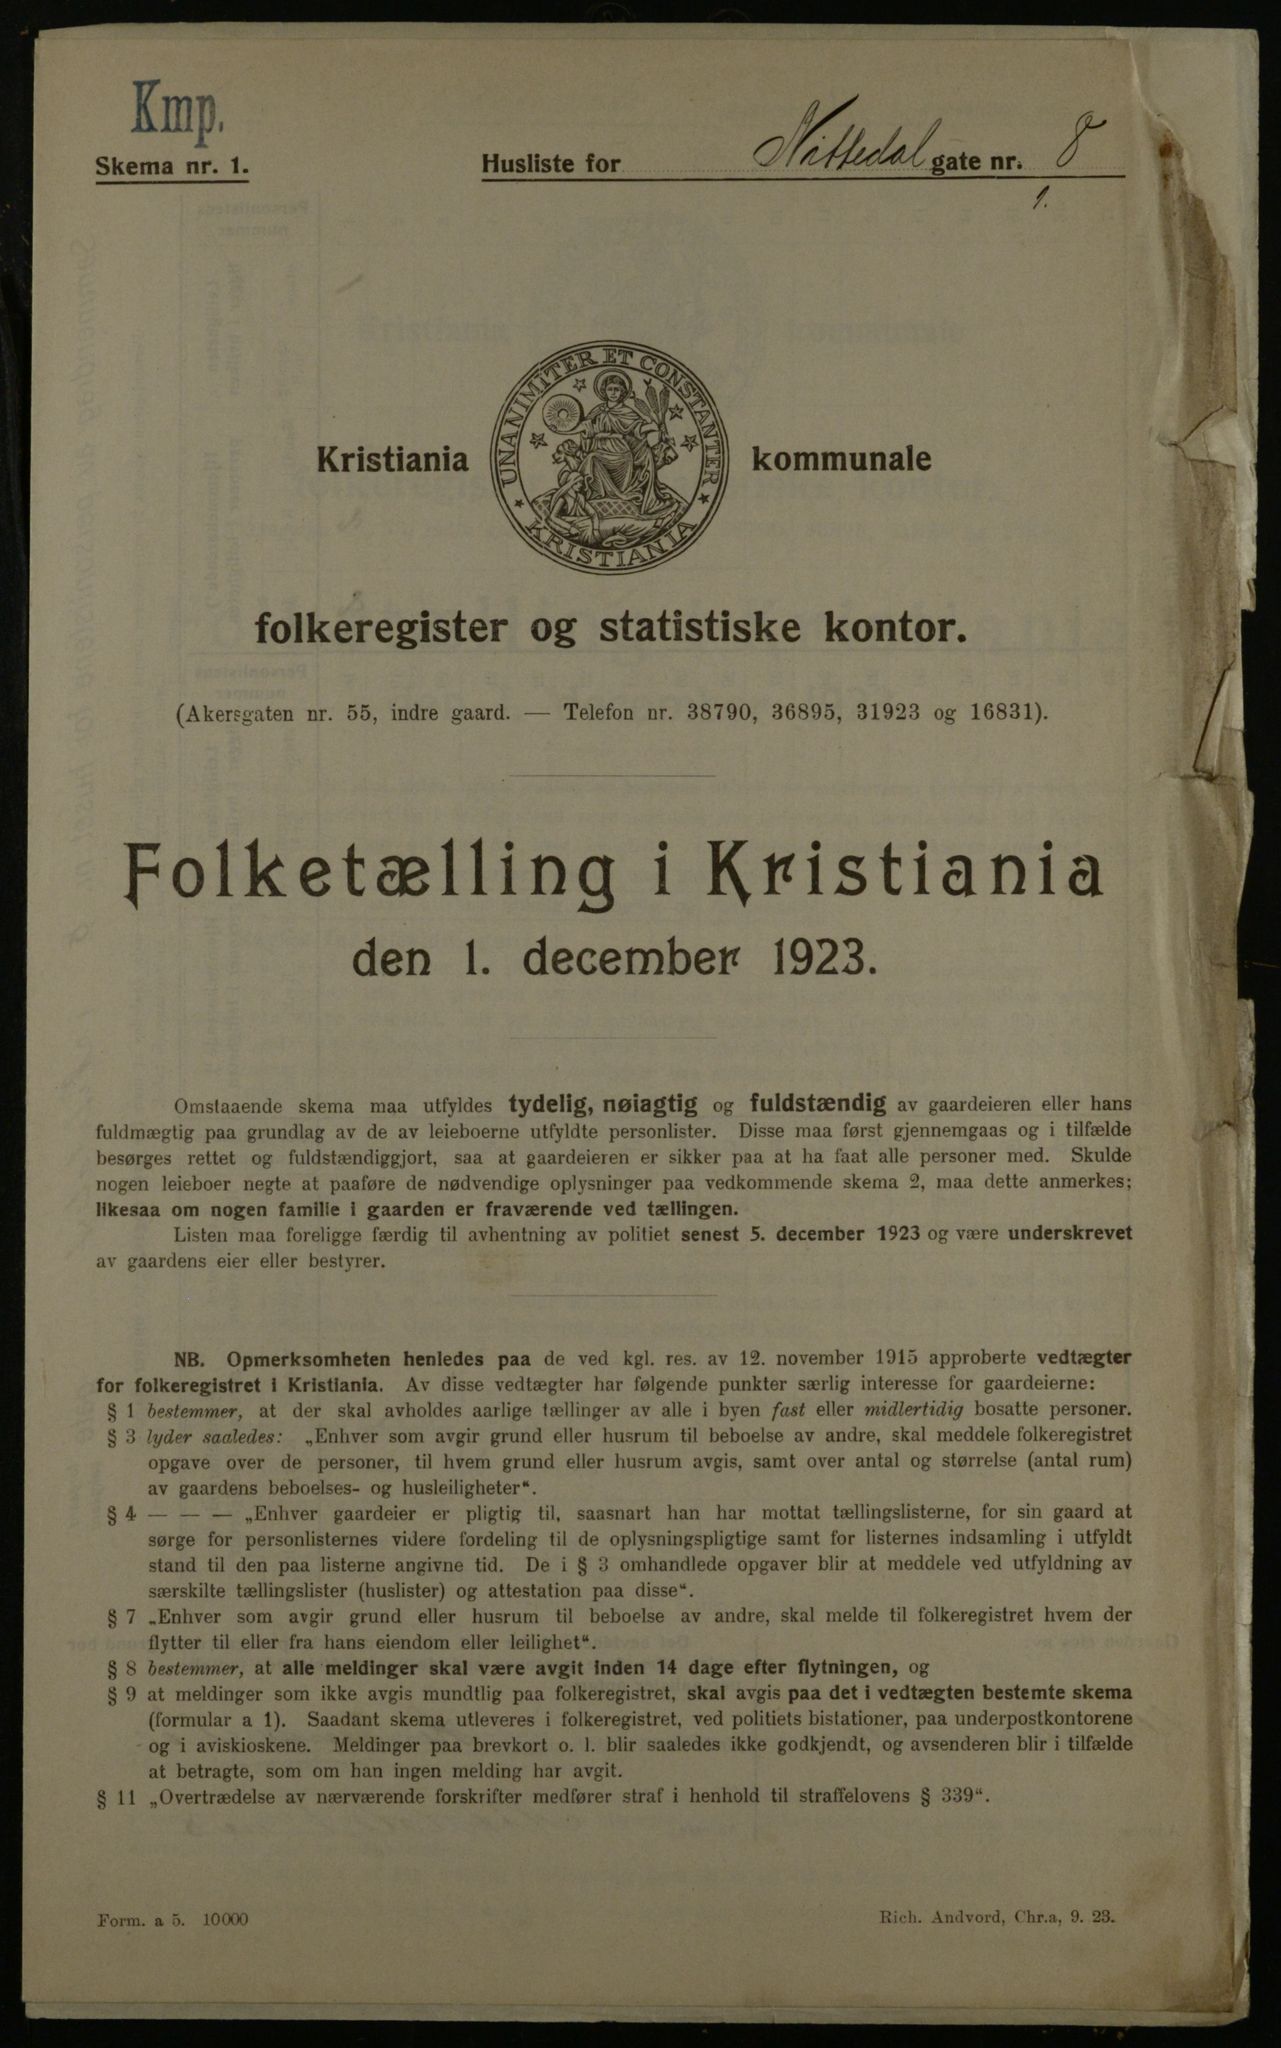 Kmp.
Skema nr. 1.
Husliste for Nittedal gate nr. 8
1.
UNANIMITER ET CONSTANTER
KRISTIANIA
Kristiania kommunale
folkeregister og statistiske kontor.
(Akersgaten nr. 55, indre gaard. — Telefon nr. 38790, 36895, 31923 og 16831).
Folketælling i Kristiania
den 1. december 1923.
Omstaaende skema maa utfyldes tydelig, nøiagtig og fuldstændig av gaardeieren eller hans
fuldmægtig paa grundlag av de av leieboerne utfyldte personlister. Disse maa først gjennemgaas og i tilfælde
besørges rettet og fuldstændiggjort, saa at gaardeieren er sikker paa at ha faat alle personer med. Skulde
nogen leieboer negte at paaføre de nødvendige oplysninger paa vedkommende skema 2, maa dette anmerkes;
likesaa om nogen familie i gaarden er fraværende ved tællingen.
Listen maa foreligge færdig til avhentning av politiet senest 5. december 1923 og være underskrevet
av gaardens eier eller bestyrer.
NB. Opmerksomheten henledes paa de ved kgl. res. av 12. november 1915 approberte vedtægter
for folkeregistret i Kristiania. Av disse vedtægter har følgende punkter særlig interesse for gaardeierne:
§ 1 bestemmer, at der skal avholdes aarlige tællinger av alle i byen fast eller midlertidig bosatte personer.
§ 3 lyder saaledes: „Enhver som avgir grund eller husrum til beboelse av andre, skal meddele folkeregistret
opgave over de personer, til hvem grund eller husrum avgis, samt over antal og størrelse (antal rum)
av gaardens beboelses- og husleiligheter“.
§ 4 — — — „Enhver gaardeier er pligtig til, saasnart han har mottat tællingslisterne, for sin gaard at
sørge for personlisternes videre fordeling til de oplysningspligtige samt for listernes indsamling i utfyldt
stand til den paa listerne angivne tid. De i § 3 omhandlede opgaver blir at meddele ved utfyldning av
særskilte tællingslister (huslister) og attestation paa disse“.
§ 7 „Enhver som avgir grund eller husrum til beboelse av andre, skal melde til folkeregistret hvem der
flytter til eller fra hans eiendom eller leilighet“.
§ 8 bestemmer, at alle meldinger skal være avgit inden 14 dage efter flytningen, og
§ 9 at meldinger som ikke avgis mundtlig paa folkeregistret, skal avgis paa det i vedtægten bestemte skema
(formular a 1). Saadant skema utleveres i folkeregistret, ved politiets bistationer, paa underpostkontorene
og i aviskioskene. Meldinger paa brevkort o. l. blir saaledes ikke godkjendt, og avsenderen blir i tilfælde
at betragte, som om han ingen melding har avgit.
§ 11 „Overtrædelse av nærværende forskrifter medfører straf i henhold til straffelovens § 339“.
Form. a 5. 10000
Rich. Andvord, Chr.a, 9. 23.